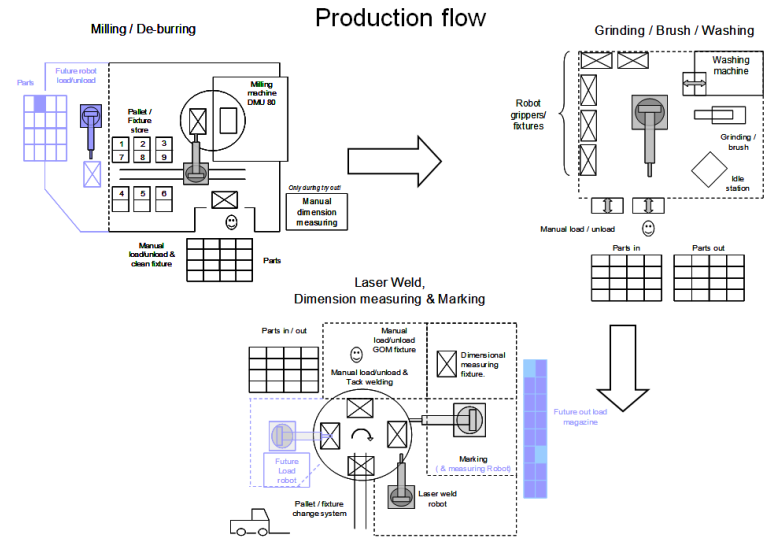 Production flow
Milling / De-burring
Parts
Future robot
load/unload
Pallet /
Fixture
store
1 2 3
7 8 9
4 5 6
Milling
machine
DMU 80
Only during try out!
Manual
dimension
measuring
Manual
load/unload &
clean fixture
Parts
Grinding / Brush / Washing
Robot
grippers/
fixtures
Washing
machine
Grinding /
brush
Idle
station
Manual load / unload
Parts in
Parts out
Laser Weld,
Dimension measuring & Marking
Parts in / out
Manual
load/unload
GOM fixture
Manual load/unload &
Tack welding
Dimensional
measuring
fixture.
Future
Load
robot
Marking
( & measuring Robot)
Laser weld
robot
Pallet / fixture
change system
Future out load
magazine